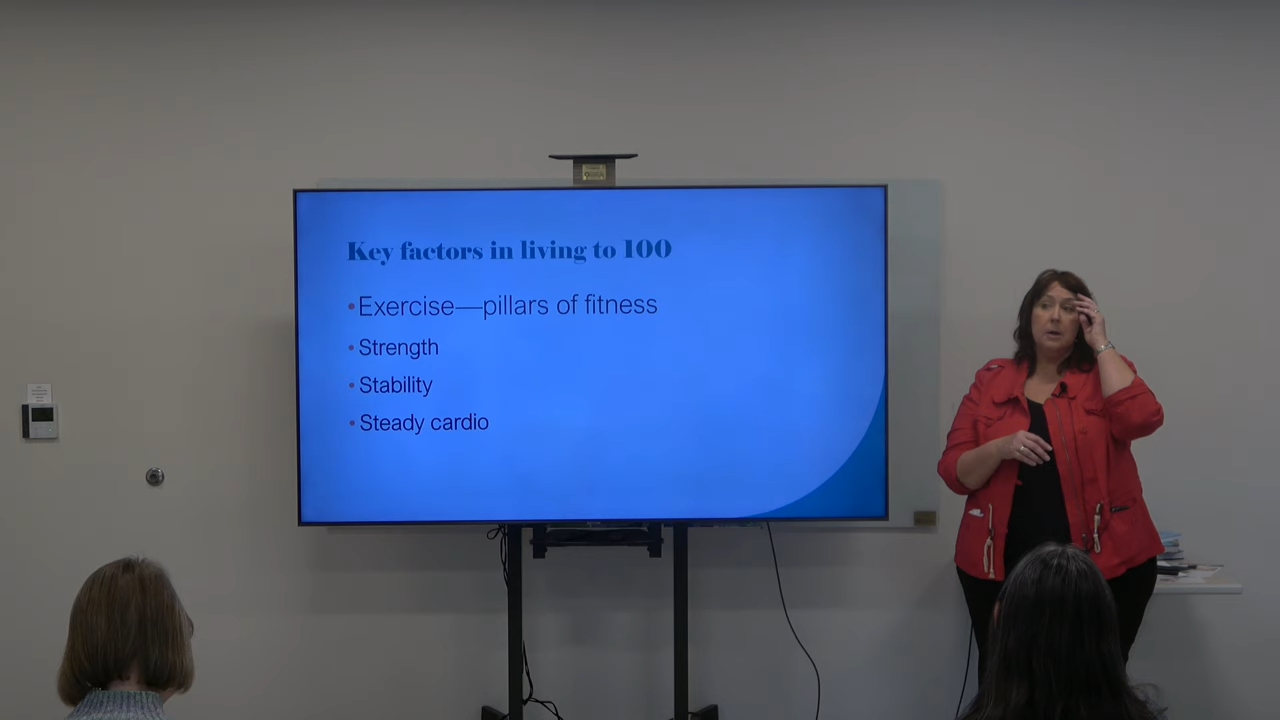 Key factors in living to 100
•Exercise—pillars of fitness
•Strength
•Stability
•Steady cardio